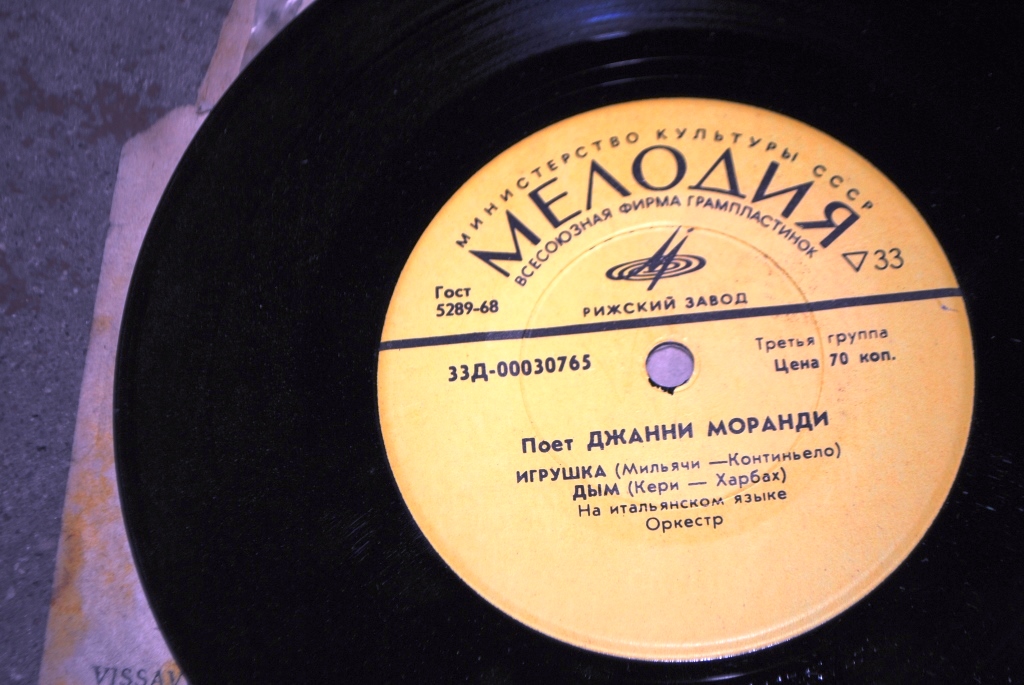 МИНИСТЕРСТВО КУЛЬТУРЫ СССР
МЕЛОДИЯ
ВСЕСОЮЗНАЯ ФИРМА ГРАМПЛАСТИНОК
33
Гост
5289-68
РИЖСКИЙ ЗАВОД
33Д-00030765
Третья группа
Цена 70 коп.
Поет ДЖАННИ МОРАНДИ
ИГРУШКА (Мильячи —Континьело)
ДЫМ (Кери — Харбах)
На итальянском языке
Оркестр
VISSAV